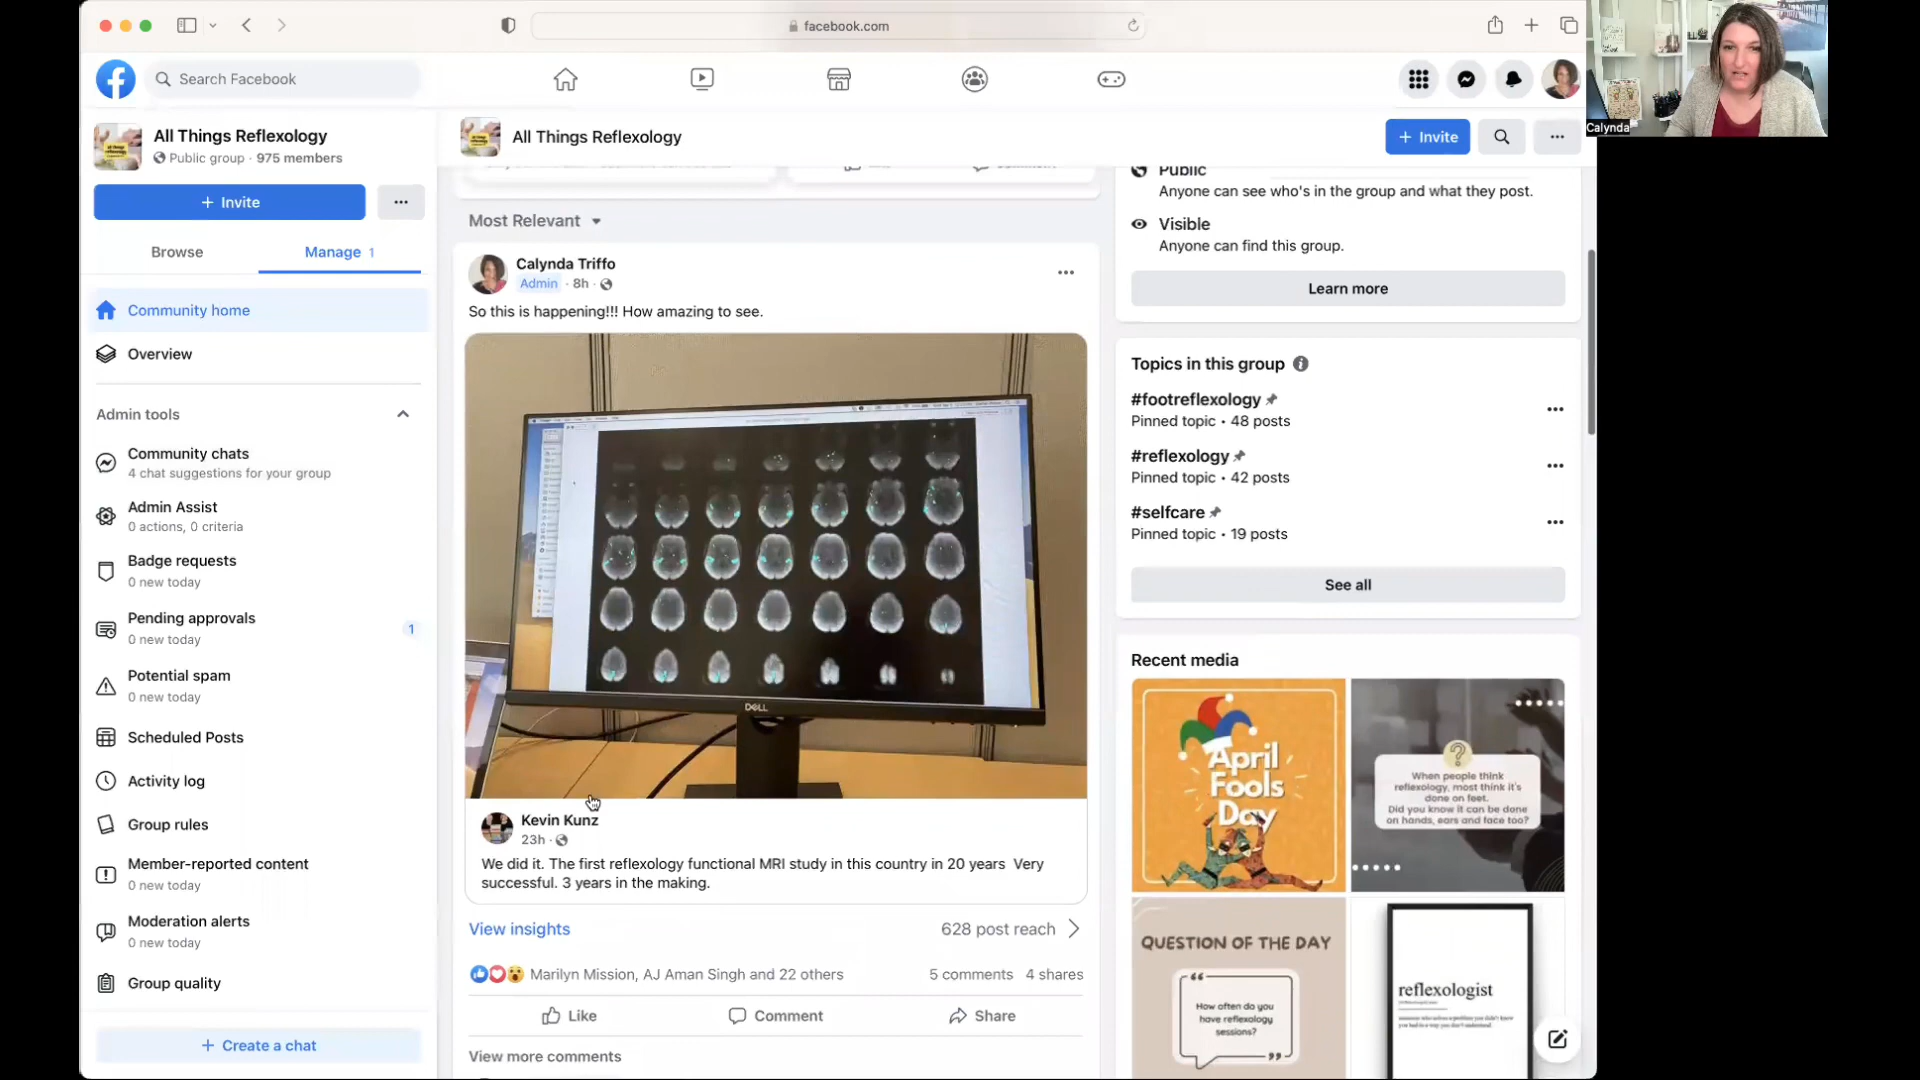 facebook.com
Calynda
Search Facebook
All Things Reflexology
Public group · 975 members
+ Invite
Browse
Manage 1
Community home
Overview
Admin tools
Community chats
4 chat suggestions for your group
Admin Assist
0 actions, 0 criteria
Badge requests
0 new today
Pending approvals
0 new today
1
Potential spam
0 new today
Scheduled Posts
Activity log
Group rules
Member-reported content
0 new today
Moderation alerts
0 new today
Group quality
+ Create a chat
All Things Reflexology
+ Invite
Most Relevant
Calynda Triffo
Admin · 8h ·
So this is happening!!! How amazing to see.
DELL
Kevin Kunz
23h ·
We did it. The first reflexology functional MRI study in this country in 20 years Very
successful. 3 years in the making.
View insights
628 post reach
Marilyn Mission, AJ Aman Singh and 22 others
5 comments 4 shares
Like
Comment
Share
View more comments
Public
Anyone can see who's in the group and what they post.
Visible
Anyone can find this group.
Learn more
Topics in this group
#footreflexology
Pinned topic • 48 posts
#reflexology
Pinned topic • 42 posts
#selfcare
Pinned topic • 19 posts
See all
Recent media
April
Fools
Day
?
When people think
reflexology, most think it's
done on feet.
Did you know it can be done
on hands, ears and face too?
QUESTION OF THE DAY
How often do you
have reflexology
sessions?
reflexologist